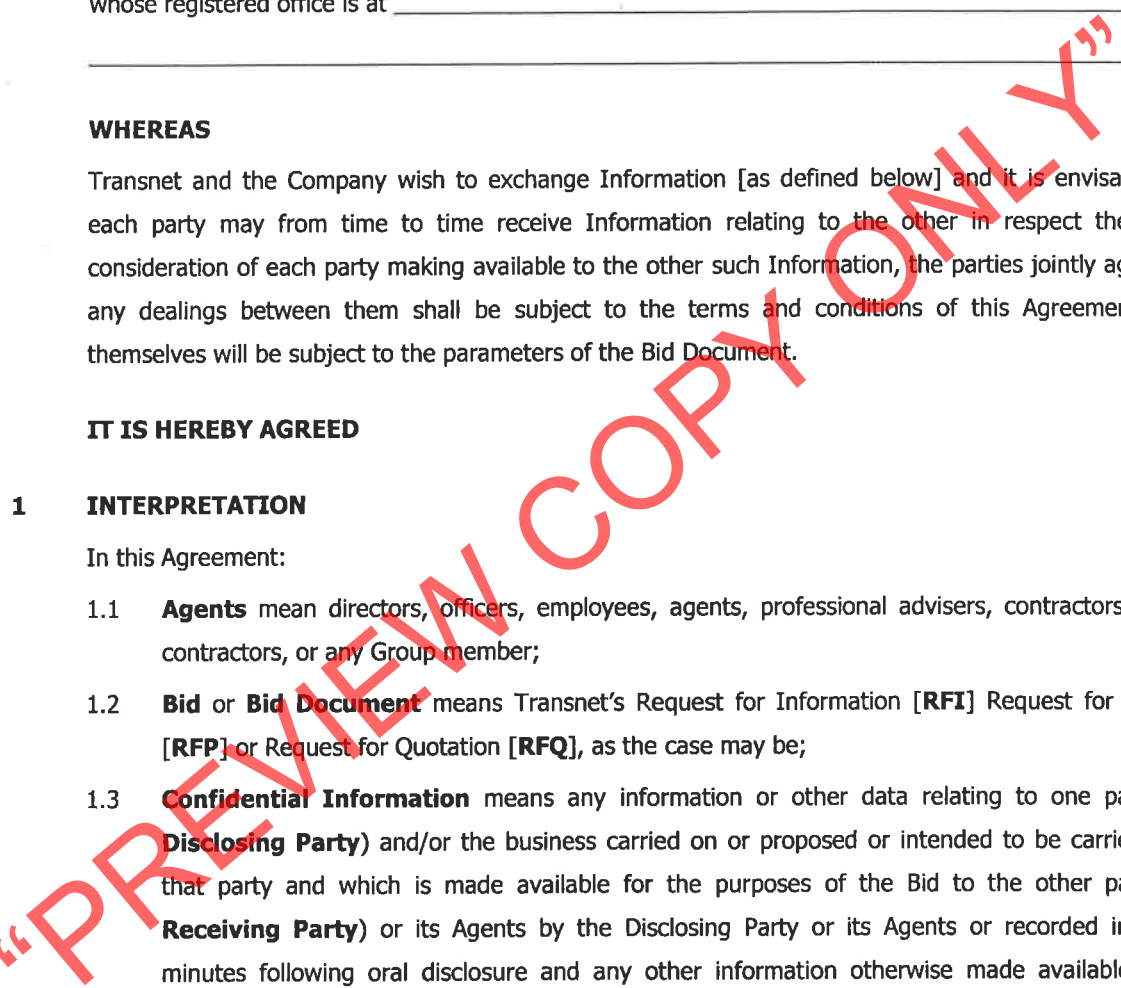 whose registered office is at
WHEREAS
Transnet and the Company wish to exchange Information [as defined below] and it is envisa
each party may from time to time receive Information relating to the other in respect the
consideration of each party making available to the other such Information, the parties jointly ag
any dealings between them shall be subject to the terms and conditions of this Agreemen
themselves will be subject to the parameters of the Bid Document.
IT IS HEREBY AGREED
1 INTERPRETATION
In this Agreement:
1.1 Agents mean directors, officers, employees, agents, professional advisers, contractors
contractors, or any Group member;
1.2 Bid or Bid Document means Transnet's Request for Information [RFI] Request for
[RFP] or Request for Quotation [RFQ], as the case may be;
1.3 Confidential Information means any information or other data relating to one pa
Disclosing Party) and/or the business carried on or proposed or intended to be carrie
that party and which is made available for the purposes of the Bid to the other pa
Receiving Party) or its Agents by the Disclosing Party or its Agents or recorded in
minutes following oral disclosure and any other information otherwise made available
“PREVIEW COPY ONLY”